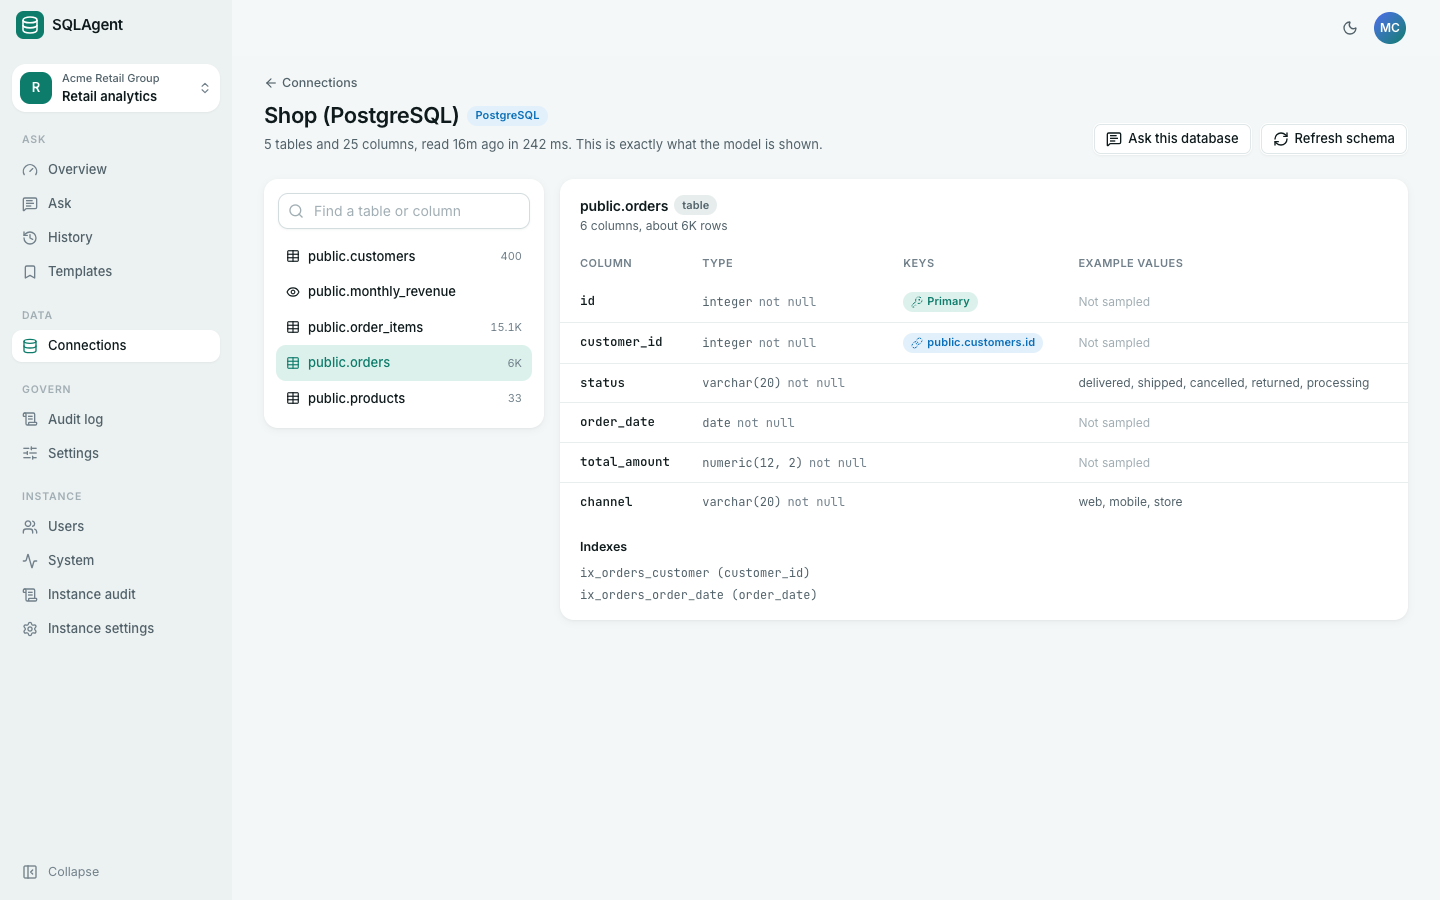 SQLAgent
MC
R
Acme Retail Group
Retail analytics
ASK
Overview
Ask
History
Templates
DATA
Connections
GOVERN
Audit log
Settings
INSTANCE
Users
System
Instance audit
Instance settings
Collapse
Connections
Shop (PostgreSQL) PostgreSQL
5 tables and 25 columns, read 16m ago in 242 ms. This is exactly what the model is shown.
Ask this database
Refresh schema
Find a table or column
public.customers 400
public.monthly_revenue
public.order_items 15.1K
public.orders 6K
public.products 33
public.orders table
6 columns, about 6K rows
COLUMN TYPE KEYS EXAMPLE VALUES
id integer not null Primary Not sampled
customer_id integer not null public.customers.id Not sampled
status varchar(20) not null delivered, shipped, cancelled, returned, processing
order_date date not null Not sampled
total_amount numeric(12, 2) not null Not sampled
channel varchar(20) not null web, mobile, store
Indexes
ix_orders_customer (customer_id)
ix_orders_order_date (order_date)